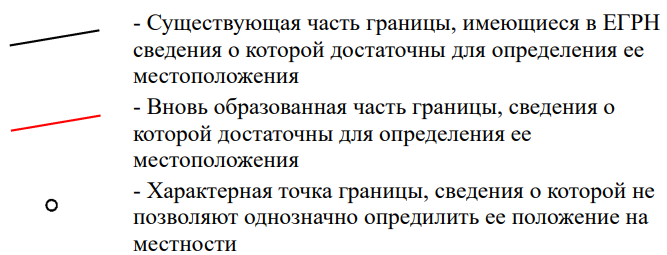 - Существующая часть границы, имеющиеся в ЕГРН
сведения о которой достаточны для определения ее
местоположения
- Вновь образованная часть границы, сведения о
которой достаточны для определения ее
местоположения
- Характерная точка границы, сведения о которой не
позволяют однозначно опредилить ее положение на
местности